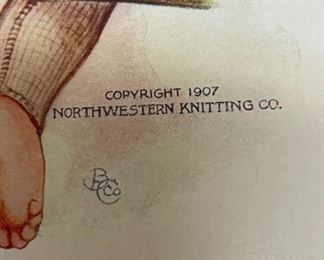 COPYRIGHT 1907
NORTHWESTERN KNITTING CO.